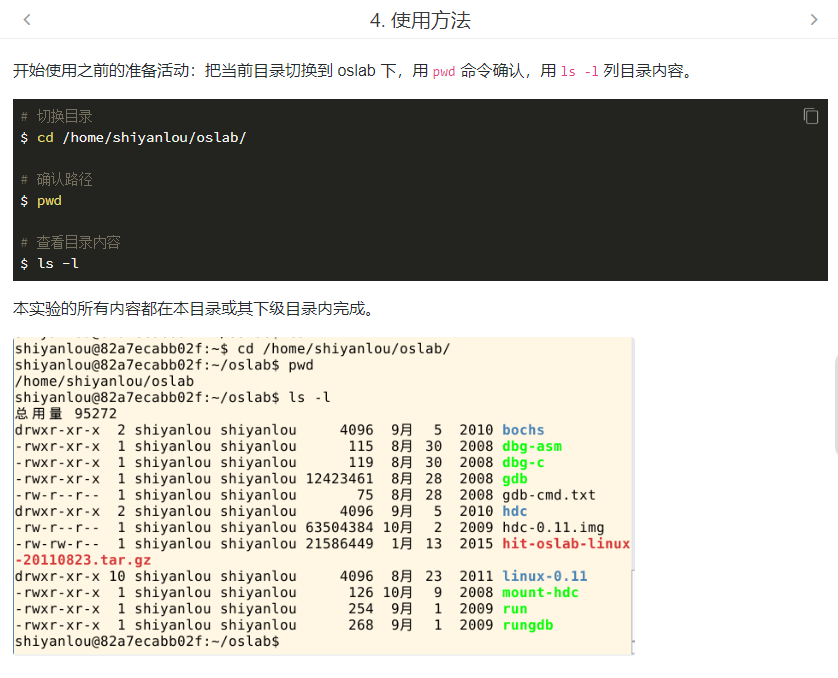 4. 使用方法
开始使用之前的准备活动：把当前目录切换到 oslab 下，用 pwd 命令确认，用 ls -l 列目录内容。
# 切换目录
$ cd /home/shiyanlou/oslab/
# 确认路径
$ pwd
# 查看目录内容
$ ls -l
本实验的所有内容都在本目录或其下级目录内完成。
shiyanlou@82a7ecabb02f:~$ cd /home/shiyanlou/oslab/
shiyanlou@82a7ecabb02f:~/oslab$ pwd
/home/shiyanlou/oslab
shiyanlou@82a7ecabb02f:~/oslab$ ls -l
总用量 95272
drwxr-xr-x  2 shiyanlou shiyanlou     4096  9月  5  2010 bochs
-rwxr-xr-x  1 shiyanlou shiyanlou      115  8月 30  2008 dbg-asm
-rwxr-xr-x  1 shiyanlou shiyanlou      119  8月 30  2008 dbg-c
-rwxr-xr-x  1 shiyanlou shiyanlou 12423461  8月 28  2008 gdb
-rw-r--r--  1 shiyanlou shiyanlou       75  8月 28  2008 gdb-cmd.txt
drwxr-xr-x  2 shiyanlou shiyanlou     4096  9月  5  2010 hdc
-rw-r--r--  1 shiyanlou shiyanlou 63504384 10月  2  2009 hdc-0.11.img
-rw-rw-r--  1 shiyanlou shiyanlou 21586449  1月 13  2015 hit-oslab-linux
-20110823.tar.gz
drwxr-xr-x 10 shiyanlou shiyanlou     4096  8月 23  2011 linux-0.11
-rwxr-xr-x  1 shiyanlou shiyanlou      126 10月  9  2008 mount-hdc
-rwxr-xr-x  1 shiyanlou shiyanlou      254  9月  1  2009 run
-rwxr-xr-x  1 shiyanlou shiyanlou      268  9月  1  2009 rungdb
shiyanlou@82a7ecabb02f:~/oslab$